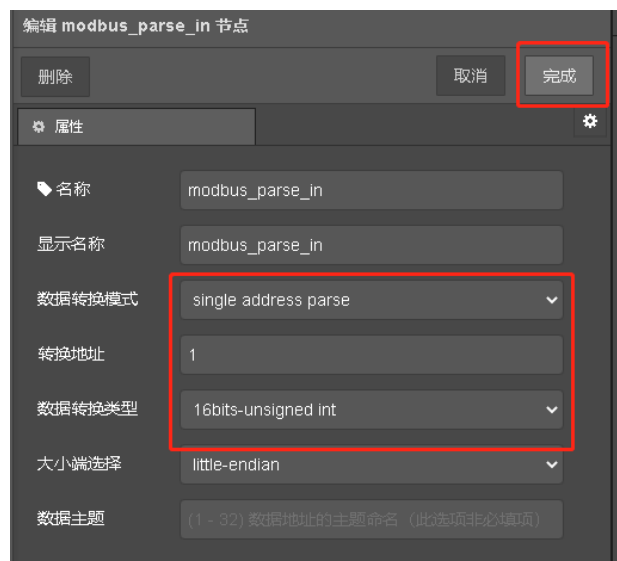 编辑 modbus_parse_in 节点
删除 取消 完成
属性
名称 modbus_parse_in
显示名称 modbus_parse_in
数据转换模式 single address parse
转换地址 1
数据转换类型 16bits-unsigned int
大小端选择 little-endian
数据主题 (1 - 32) 数据地址的主题命名（此选项非必填项）